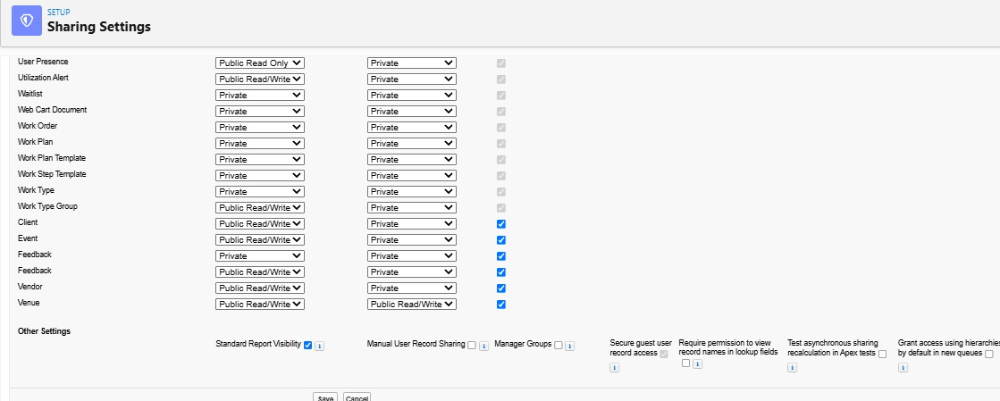 SETUP
Sharing Settings
User Presence Public Read Only Private
Utilization Alert Public Read/Write Private
Waitlist Private Private
Web Cart Document Private Private
Work Order Private Private
Work Plan Private Private
Work Plan Template Private Private
Work Step Template Private Private
Work Type Private Private
Work Type Group Public Read/Write Private
Client Public Read/Write Private
Event Public Read/Write Private
Feedback Private Private
Feedback Public Read/Write Private
Vendor Public Read/Write Private
Venue Public Read/Write Public Read/Write
Other Settings
Standard Report Visibility i
Manual User Record Sharing i
Manager Groups i
Secure guest user
record access
i
Require permission to view
record names in lookup fields
i
Test asynchronous sharing
recalculation in Apex tests
i
Grant access using hierarchies
by default in new queues
i
Save Cancel